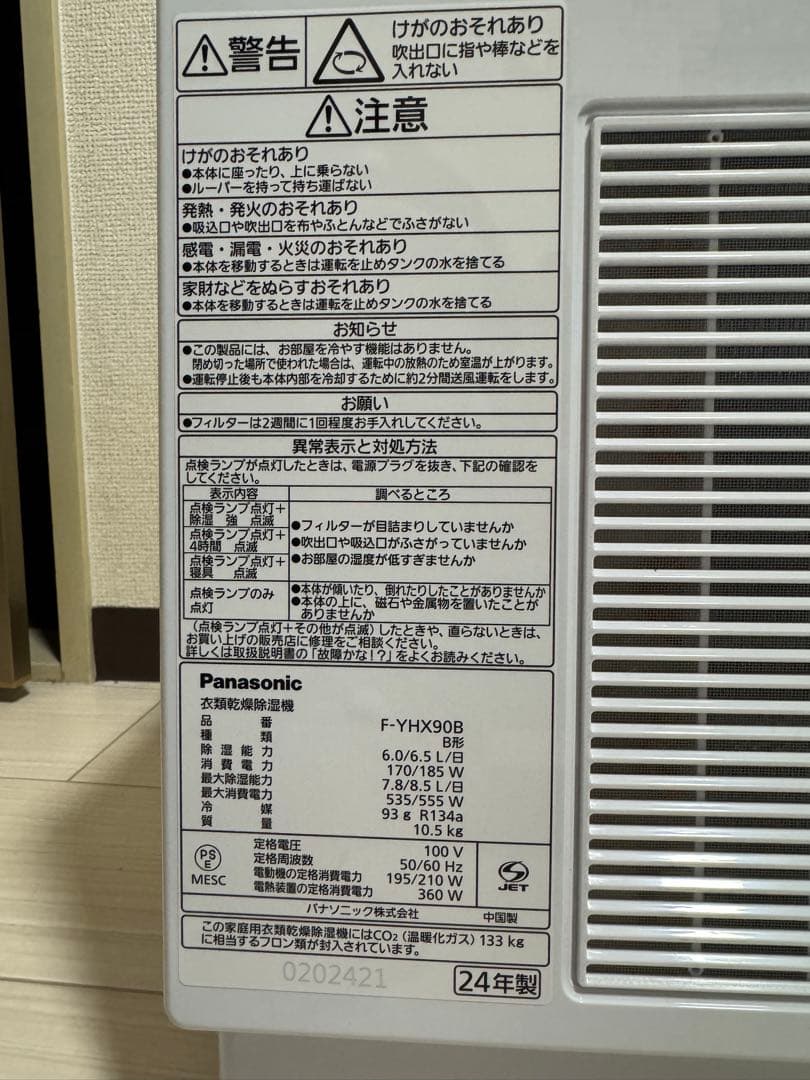 警告
けがのおそれあり
吹出口に指や棒などを
入れない
注意
けがのおそれあり
●本体に座ったり、上に乗らない
●ルーバーを持って持ち運ばない
発熱・発火のおそれあり
●吸込口や吹出口を布やふとんなどでふさがない
感電・漏電・火災のおそれあり
●本体を移動するときは運転を止めタンクの水を捨てる
家財などをぬらすおそれあり
●本体を移動するときは運転を止めタンクの水を捨てる
お知らせ
●この製品には、お部屋を冷やす機能はありません。
閉め切った場所で使われた場合は、運転中の放熱のため室温が上がります。
●運転停止後も本体内部を冷却するために約2分間送風運転をします。
お願い
●フィルターは2週間に1回程度お手入れしてください。
異常表示と対処方法
点検ランプが点灯したときは、電源プラグを抜き、下記の確認を
してください。
表示内容 調べるところ
点検ランプ点灯+
除湿 強 点滅
点検ランプ点灯+
4時間 点滅
点検ランプ点灯+
寝具 点滅
●フィルターが目詰まりしていませんか
●吹出口や吸込口がふさがっていませんか
●お部屋の湿度が低すぎませんか
点検ランプのみ
点灯
●本体が傾いたり、倒れたりしたことがありませんか
●本体の上に、磁石や金属物を置いたことが
ありませんか
(点検ランプ点灯+その他が点滅)したときや、直らないときは、
お買い上げの販売店に修理をご相談ください。
詳しくは取扱説明書の「故障かな!?」をよくお読みください。
Panasonic
衣類乾燥除湿機
品番 F-YHX90B
種類 B形
除湿能力 6.0/6.5 L/日
消費電力 170/185 W
最大除湿能力 7.8/8.5 L/日
最大消費電力 535/555 W
冷媒 93 g R134a
質量 10.5 kg
PS
E
MESC
定格電圧 100 V
定格周波数 50/60 Hz
電動機の定格消費電力 195/210 W
電熱装置の定格消費電力 360 W
JET
パナソニック株式会社 中国製
この家庭用衣類乾燥除湿機にはCO2(温暖化ガス)133 kg
に相当するフロン類が封入されています。
0202421
24年製